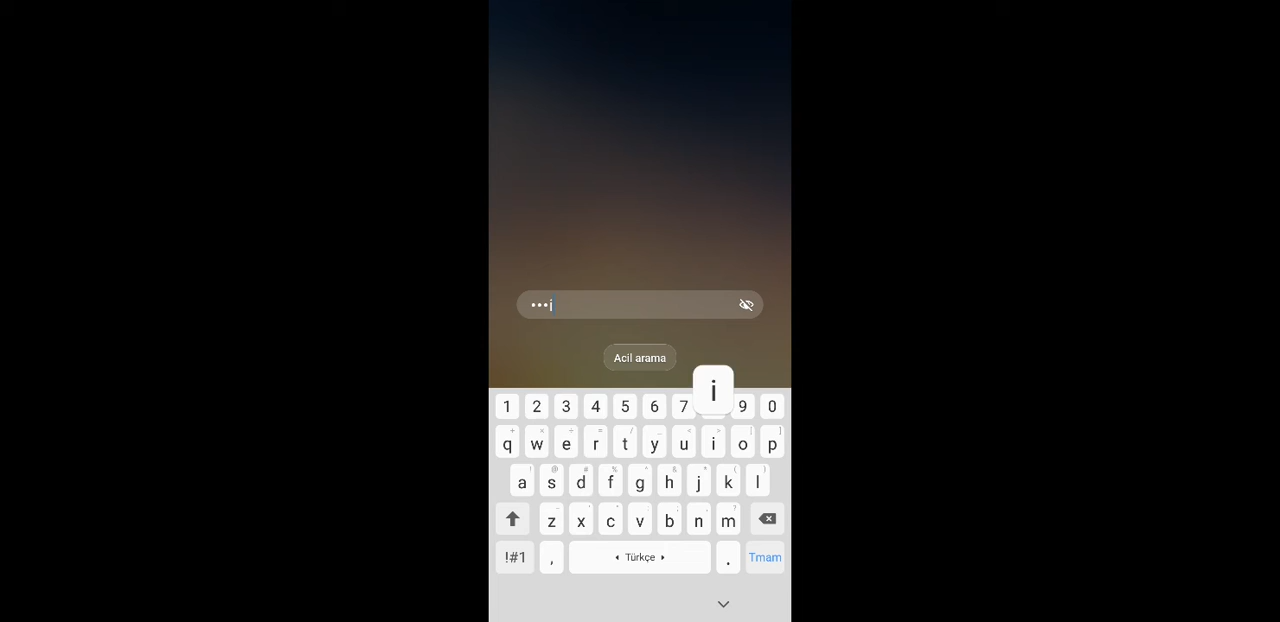 •••i
Acil arama
i
1 2 3 4 5 6 7 9 0
+ × ÷ = / _ < > [ ]
q w e r t y u i o p
! @ # % ^ & * ( )
a s d f g h j k l
- ' " : ; , ?
z x c v b n m
!#1 , Türkçe . Tmam